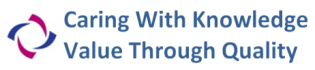 Caring With Knowledge
Value Through Quality